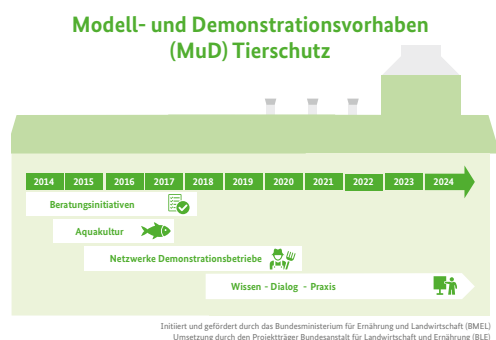 Modell- und Demonstrationsvorhaben
(MuD) Tierschutz
2014 2015 2016 2017 2018 2019 2020 2021 2022 2023 2024
Beratungsinitiativen
Aquakultur
Netzwerke Demonstrationsbetriebe
Wissen - Dialog - Praxis
Initiiert und gefördert durch das Bundesministerium für Ernährung und Landwirtschaft (BMEL)
Umsetzung durch den Projektträger Bundesanstalt für Landwirtschaft und Ernährung (BLE)